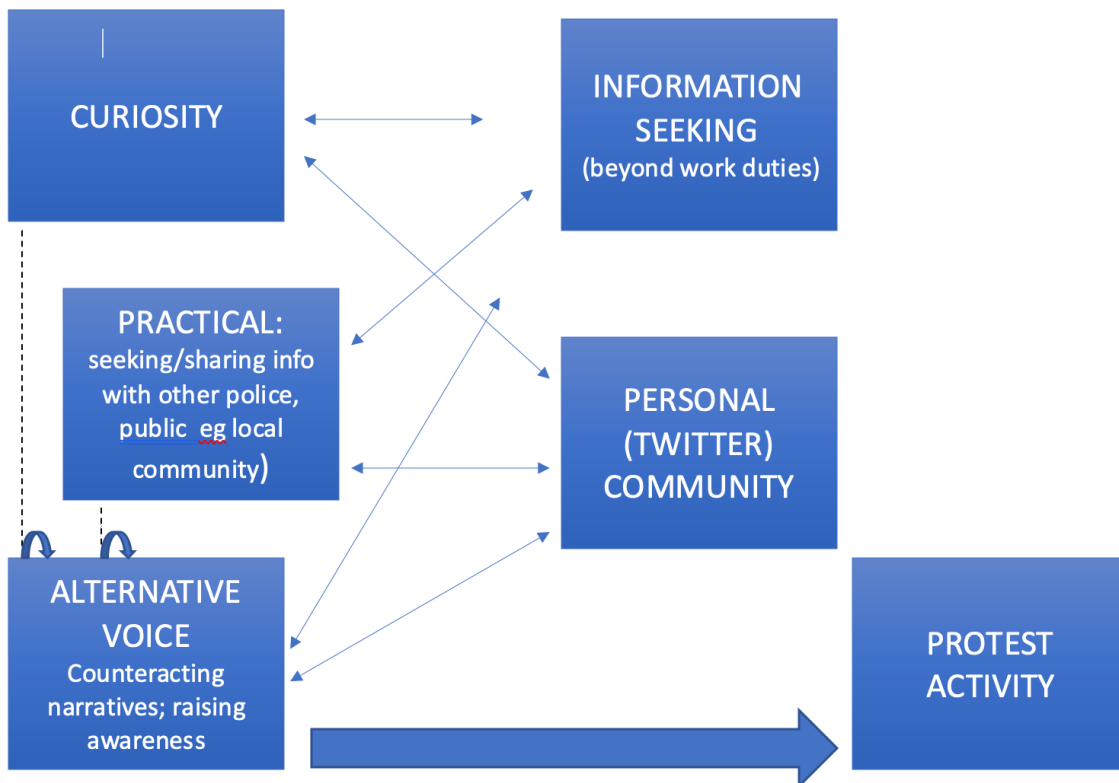 CURIOSITY
INFORMATION
SEEKING
(beyond work duties)
PRACTICAL:
seeking/sharing info
with other police,
public  eg local
community)
PERSONAL
(TWITTER)
COMMUNITY
ALTERNATIVE
VOICE
Counteracting
narratives; raising
awareness
PROTEST
ACTIVITY